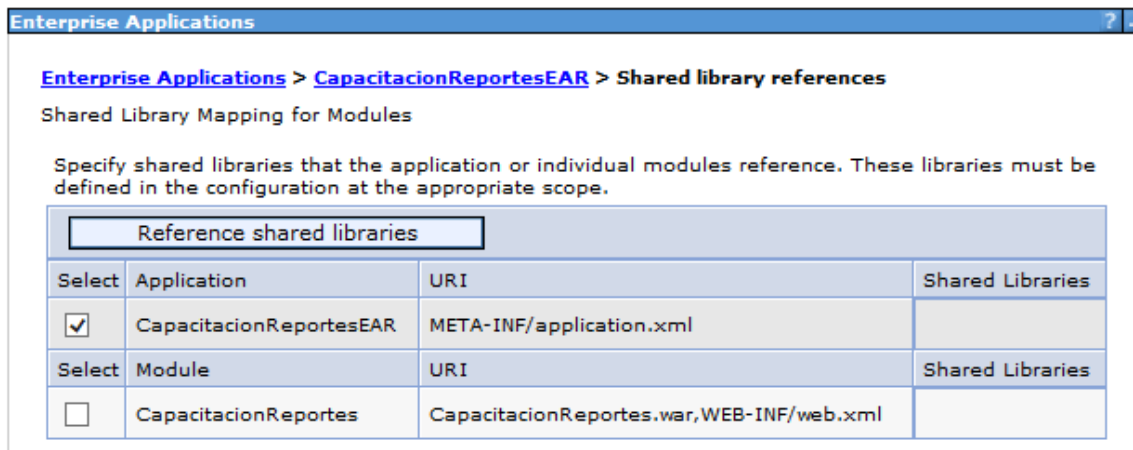 Enterprise Applications ?
Enterprise Applications > CapacitacionReportesEAR > Shared library references
Shared Library Mapping for Modules
Specify shared libraries that the application or individual modules reference. These libraries must be
defined in the configuration at the appropriate scope.
Reference shared libraries
Select Application URI Shared Libraries
CapacitacionReportesEAR META-INF/application.xml
Select Module URI Shared Libraries
CapacitacionReportes CapacitacionReportes.war,WEB-INF/web.xml